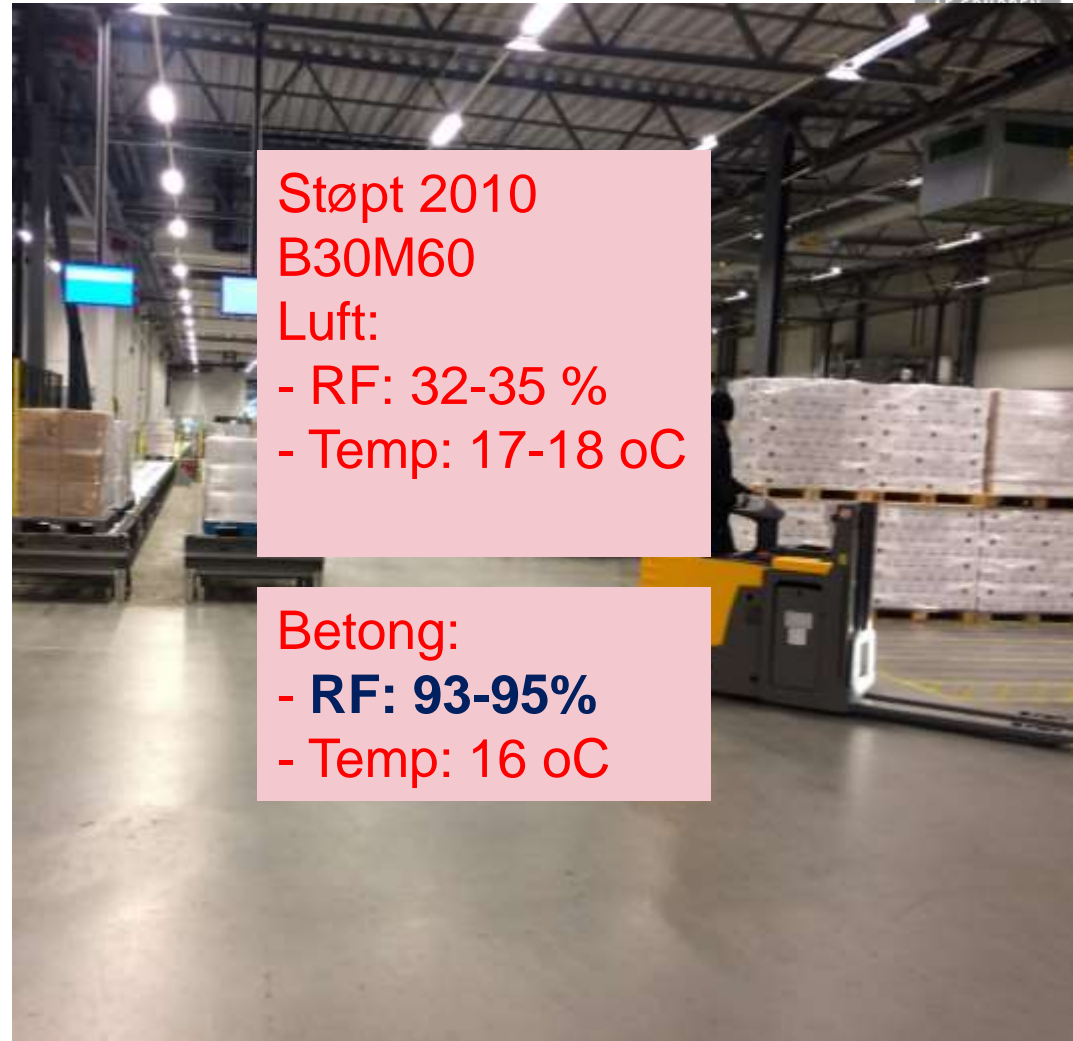 Støpt 2010
B30M60
Luft:
- RF: 32-35 %
- Temp: 17-18 oC
Betong:
- RF: 93-95%
- Temp: 16 oC